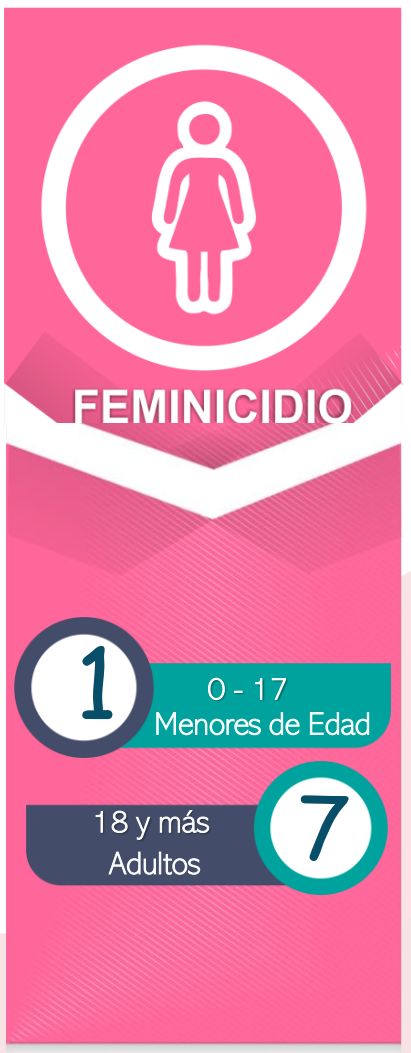 FEMINICIDIO
1
0 - 17
Menores de Edad
18 y más
Adultos
7